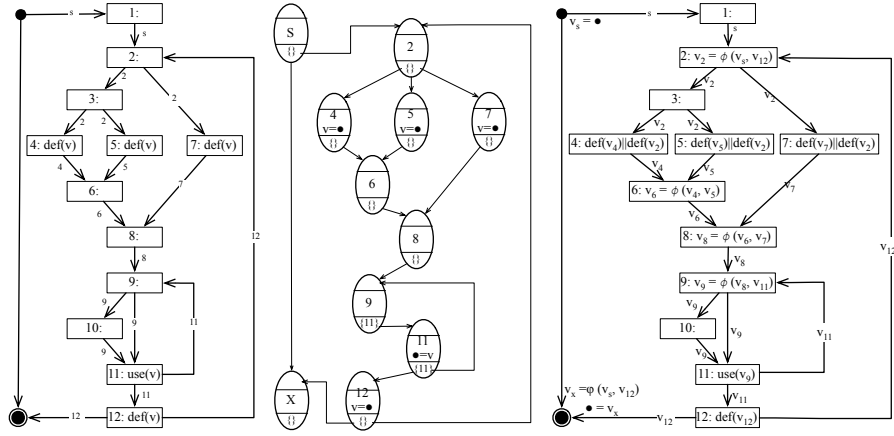 s
1:
s
2:
2
2
3:
2
2
4: def(v)
5: def(v)
7: def(v)
4
5
7
6:
6
8:
12
8
9:
9
9
11
10:
9
11: use(v)
11
12
12: def(v)
S
{}
2
{}
4
v=●
{}
5
v=●
{}
7
v=●
{}
6
{}
8
{}
9
{11}
11
●=v
{11}
X
{}
12
v=●
{}
s
1:
v_s = ●
s
2: v_2 = ϕ (v_s, v_12)
v_2
v_2
3:
v_2
v_2
4: def(v_4)||def(v_2)
5: def(v_5)||def(v_2)
7: def(v_7)||def(v_2)
v_4
v_5
v_7
6: v_6 = ϕ (v_4, v_5)
v_6
8: v_8 = ϕ (v_6, v_7)
v_12
v_8
9: v_9 = ϕ (v_8, v_11)
v_9
v_9
v_11
10:
v_9
11: use(v_9)
v_x =φ (v_s, v_12)
v_11
● = v_x
v_12
12: def(v_12)